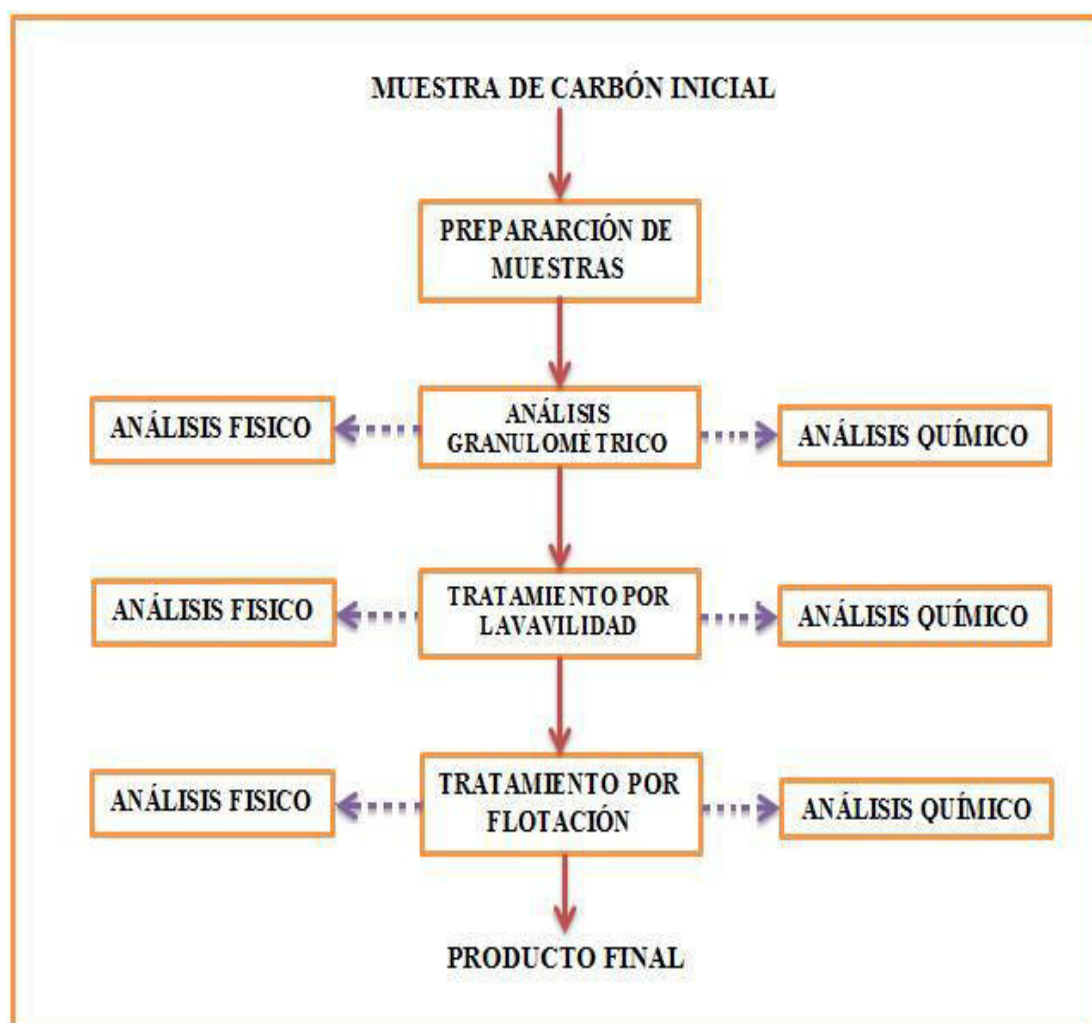 MUESTRA DE CARBÓN INICIAL
PREPARARCIÓN DE
MUESTRAS
ANÁLISIS FISICO
ANÁLISIS
GRANULOMÉTRICO
ANÁLISIS QUÍMICO
ANÁLISIS FISICO
TRATAMIENTO POR
LAVAVILIDAD
ANÁLISIS QUÍMICO
ANÁLISIS FISICO
TRATAMIENTO POR
FLOTACIÓN
ANÁLISIS QUÍMICO
PRODUCTO FINAL